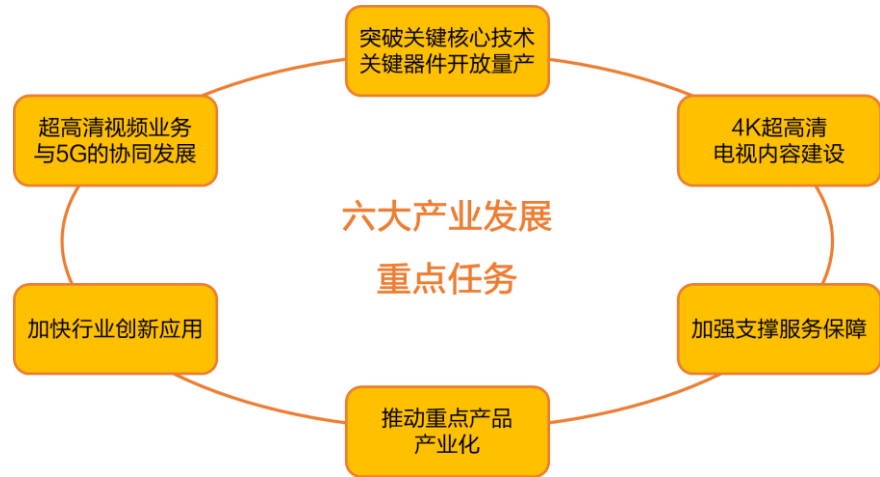 突破关键核心技术
关键器件开放量产
超高清视频业务
与5G的协同发展
4K超高清
电视内容建设
六大产业发展
重点任务
加快行业创新应用
加强支撑服务保障
推动重点产品
产业化